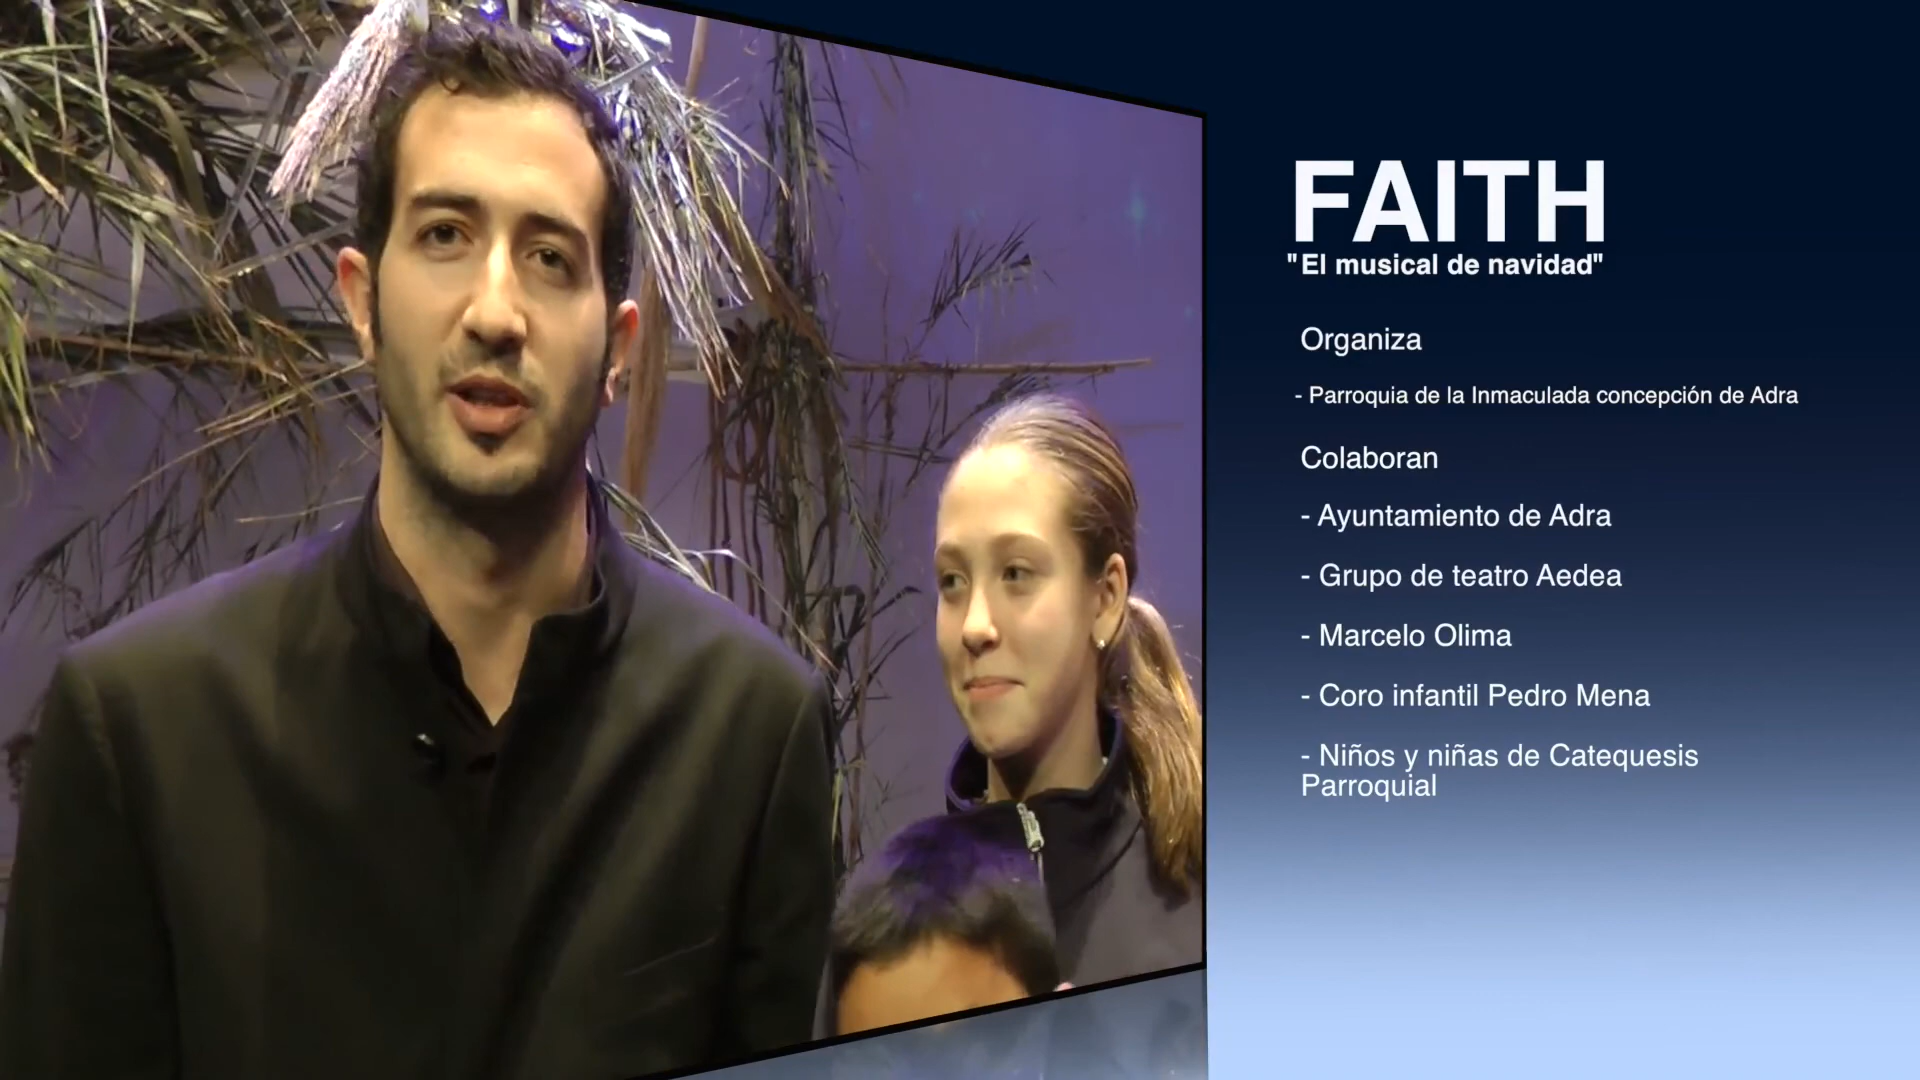 FAITH
"El musical de navidad"
Organiza
- Parroquia de la Inmaculada concepción de Adra
Colaboran
- Ayuntamiento de Adra
- Grupo de teatro Aedea
- Marcelo Olima
- Coro infantil Pedro Mena
- Niños y niñas de Catequesis
Parroquial